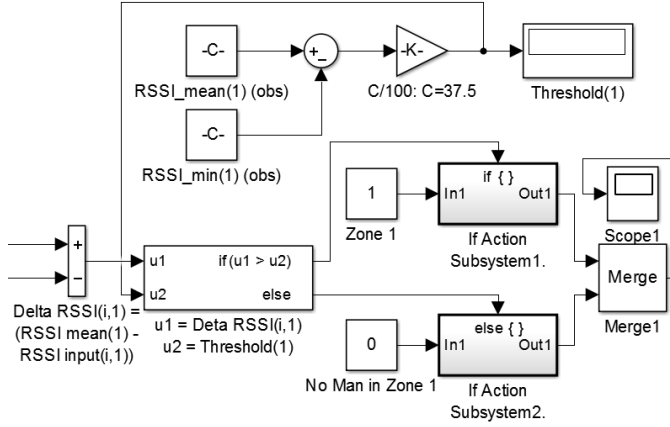 -C-
+
−
-K-
RSSI_mean(1) (obs)
C/100: C=37.5
Threshold(1)
-C-
RSSI_min(1) (obs)
if { }
1
In1
Out1
Zone 1
If Action
Subsystem1.
Scope1
+
−
u1
if(u1 > u2)
u2
else
Merge
Merge1
Delta RSSI(i,1) =
(RSSI mean(1) -
RSSI input(i,1))
u1 = Deta RSSI(i,1)
u2 = Threshold(1)
else { }
0
In1
Out1
No Man in Zone 1
If Action
Subsystem2.